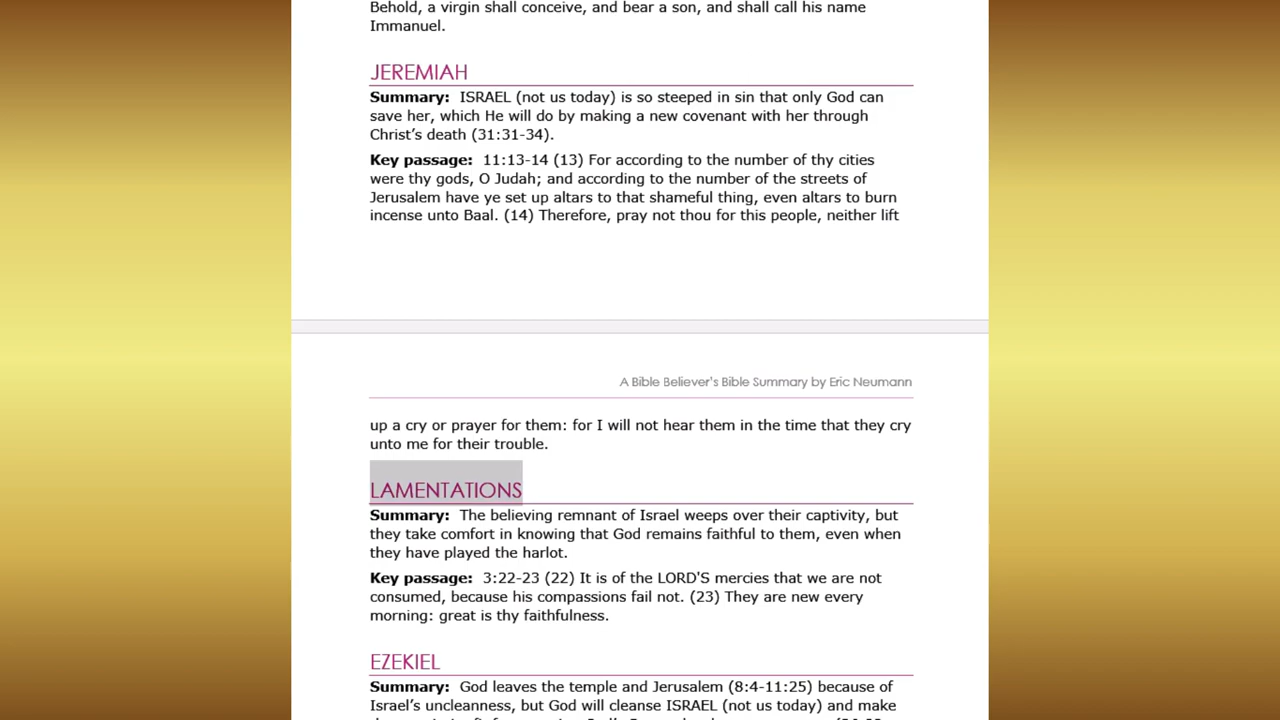 Behold, a virgin shall conceive, and bear a son, and shall call his name
Immanuel.
JEREMIAH
Summary: ISRAEL (not us today) is so steeped in sin that only God can
save her, which He will do by making a new covenant with her through
Christ's death (31:31-34).
Key passage: 11:13-14 (13) For according to the number of thy cities
were thy gods, O Judah; and according to the number of the streets of
Jerusalem have ye set up altars to that shameful thing, even altars to burn
incense unto Baal. (14) Therefore, pray not thou for this people, neither lift
A Bible Believer's Bible Summary by Eric Neumann
up a cry or prayer for them: for I will not hear them in the time that they cry
unto me for their trouble.
LAMENTATIONS
Summary: The believing remnant of Israel weeps over their captivity, but
they take comfort in knowing that God remains faithful to them, even when
they have played the harlot.
Key passage: 3:22-23 (22) It is of the LORD'S mercies that we are not
consumed, because his compassions fail not. (23) They are new every
morning: great is thy faithfulness.
EZEKIEL
Summary: God leaves the temple and Jerusalem (8:4-11:25) because of
Israel's uncleanness, but God will cleanse ISRAEL (not us today) and make